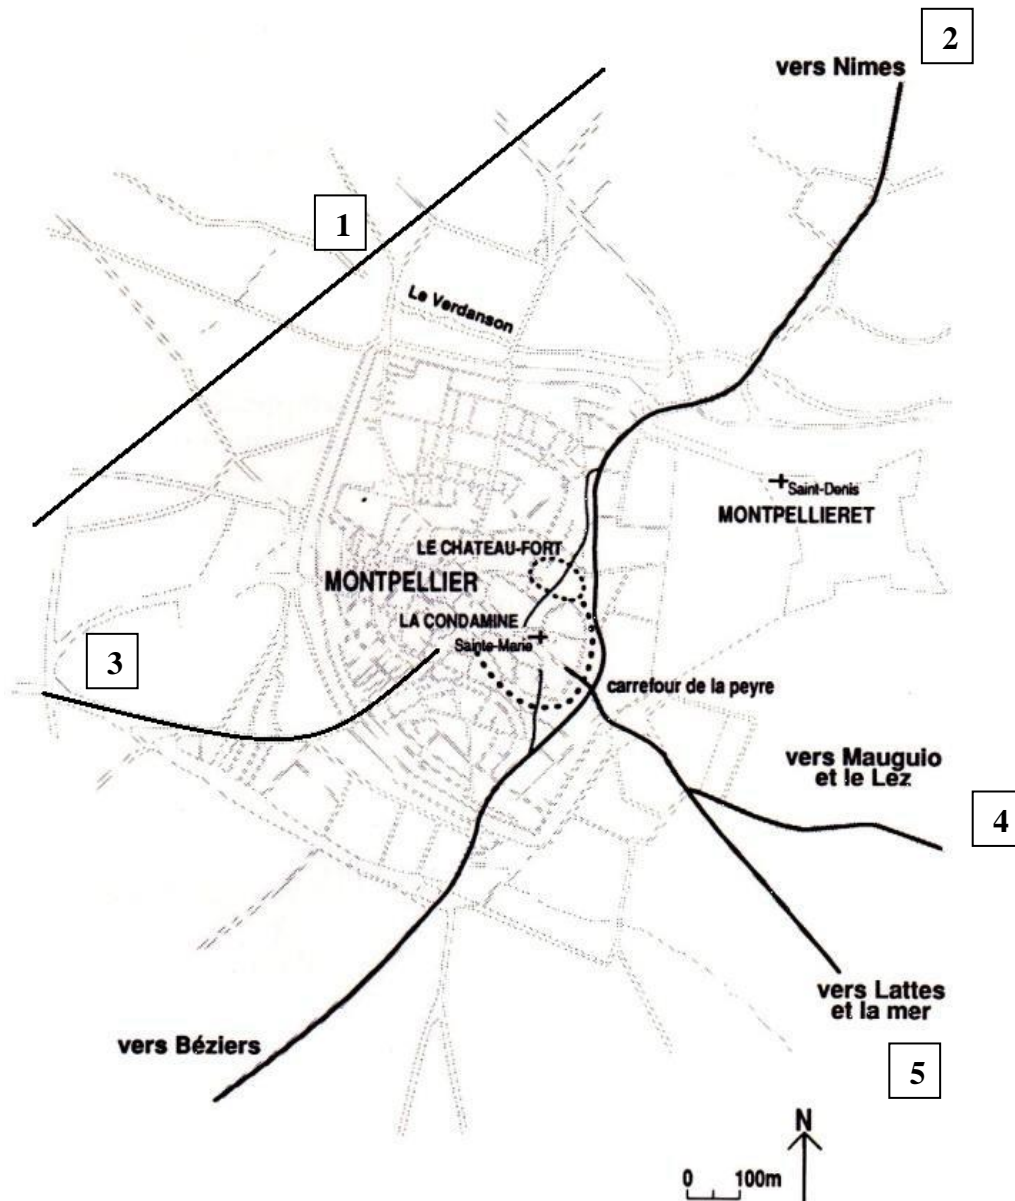 2
vers Nimes
1
Le Verdanson
Saint-Denis
MONTPELLIERET
LE CHATEAU-FORT
MONTPELLIER
LA CONDAMINE
Sainte-Marie
3
carrefour de la peyre
vers Mauguio
et le Lez
4
vers Lattes
et la mer
vers Béziers
5
N
0 100m